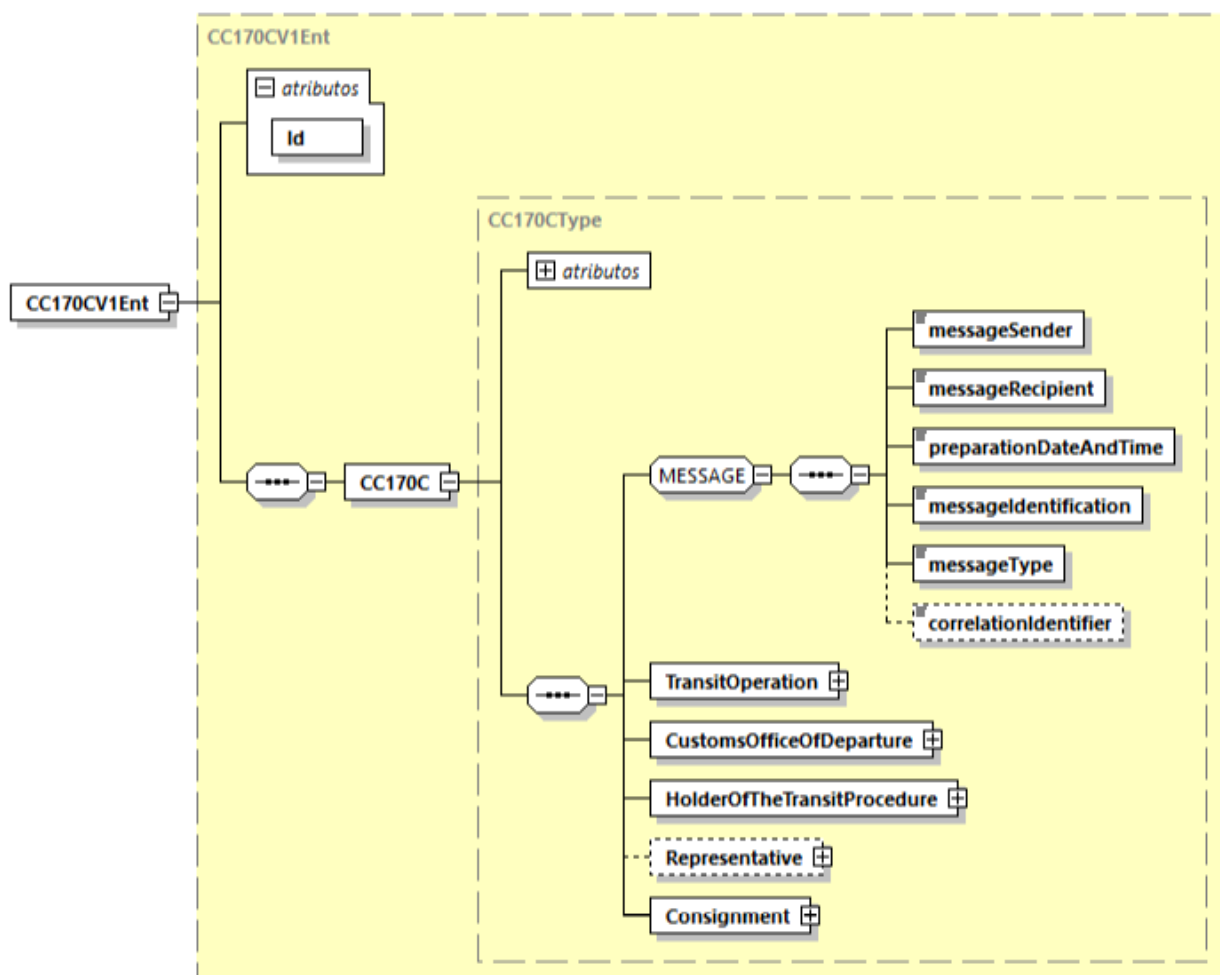 CC170CV1Ent
atributos
Id
CC170CType
atributos
CC170CV1Ent
messageSender
messageRecipient
preparationDateAndTime
MESSAGE
CC170C
messageIdentification
messageType
correlationIdentifier
TransitOperation
CustomsOfficeOfDeparture
HolderOfTheTransitProcedure
Representative
Consignment